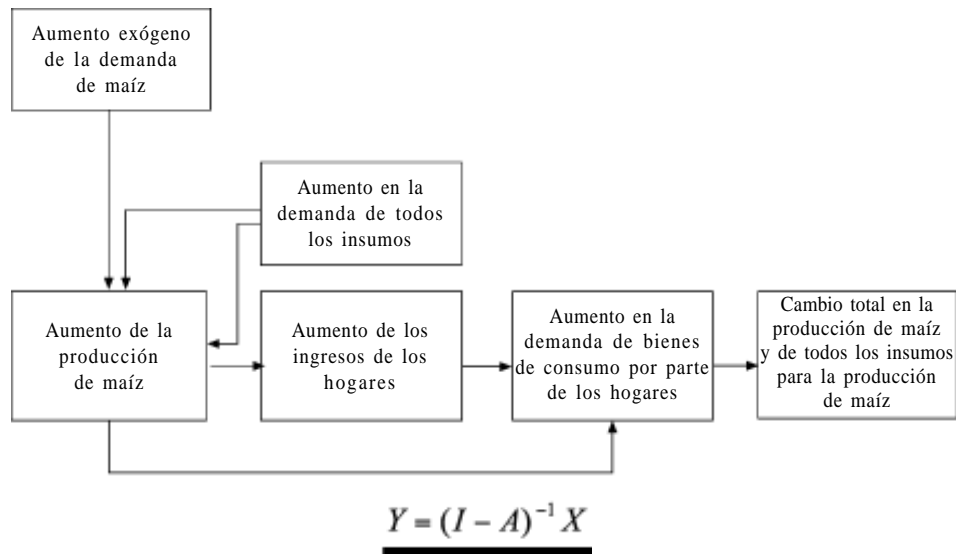 Aumento exógeno
de la demanda
de maíz
Aumento en la
demanda de todos
los insumos
Aumento de la
producción
de maíz
Aumento de los
ingresos de los
hogares
Aumento en la
demanda de bienes
de consumo por parte
de los hogares
Cambio total en la
producción de maíz
y de todos los insumos
para la producción
de maíz
Y = (I − A)⁻¹ X